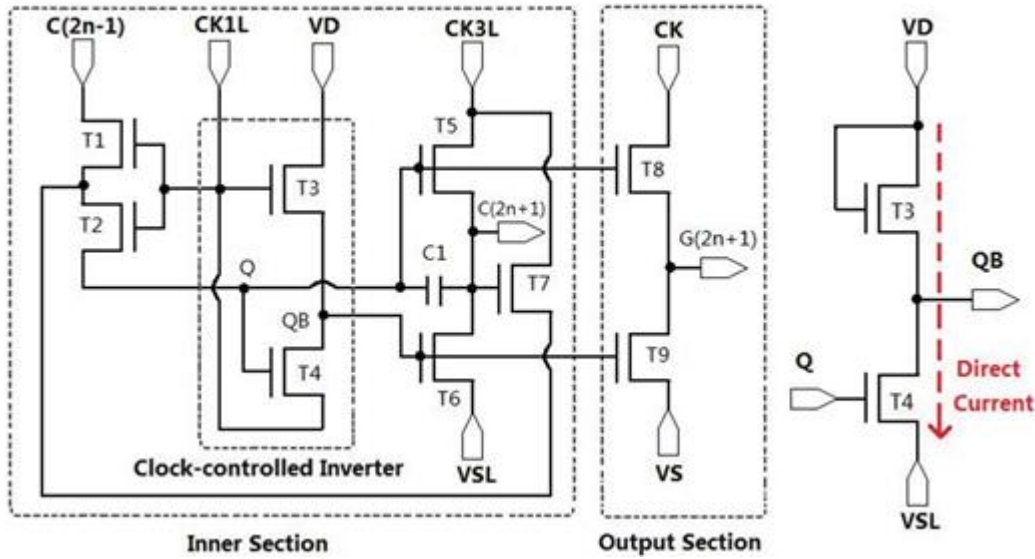 C(2n-1) CK1L VD CK3L CK VD
T1 T5
T3 T8
T2 C(2n+1) T3
C1 G(2n+1)
Q T7 QB
QB
T4 T9
T6 Q T4 Direct
Current
Clock-controlled Inverter VSL VS
VSL
Inner Section Output Section